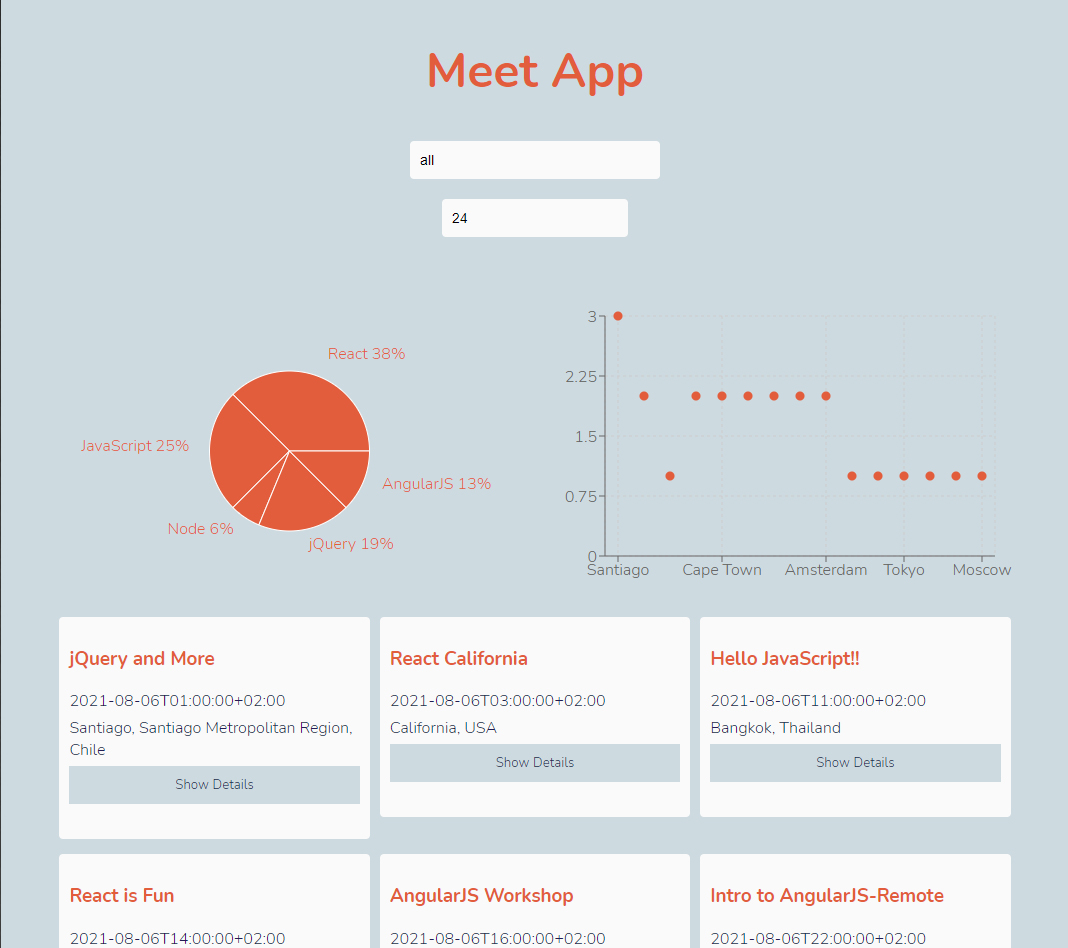 Meet App
all
24
React 38%
JavaScript 25%
AngularJS 13%
Node 6%
jQuery 19%
3
2.25
1.5
0.75
0
Santiago Cape Town Amsterdam Tokyo Moscow
jQuery and More
2021-08-06T01:00:00+02:00
Santiago, Santiago Metropolitan Region,
Chile
Show Details
React California
2021-08-06T03:00:00+02:00
California, USA
Show Details
Hello JavaScript!!
2021-08-06T11:00:00+02:00
Bangkok, Thailand
Show Details
React is Fun
2021-08-06T14:00:00+02:00
AngularJS Workshop
2021-08-06T16:00:00+02:00
Intro to AngularJS-Remote
2021-08-06T22:00:00+02:00